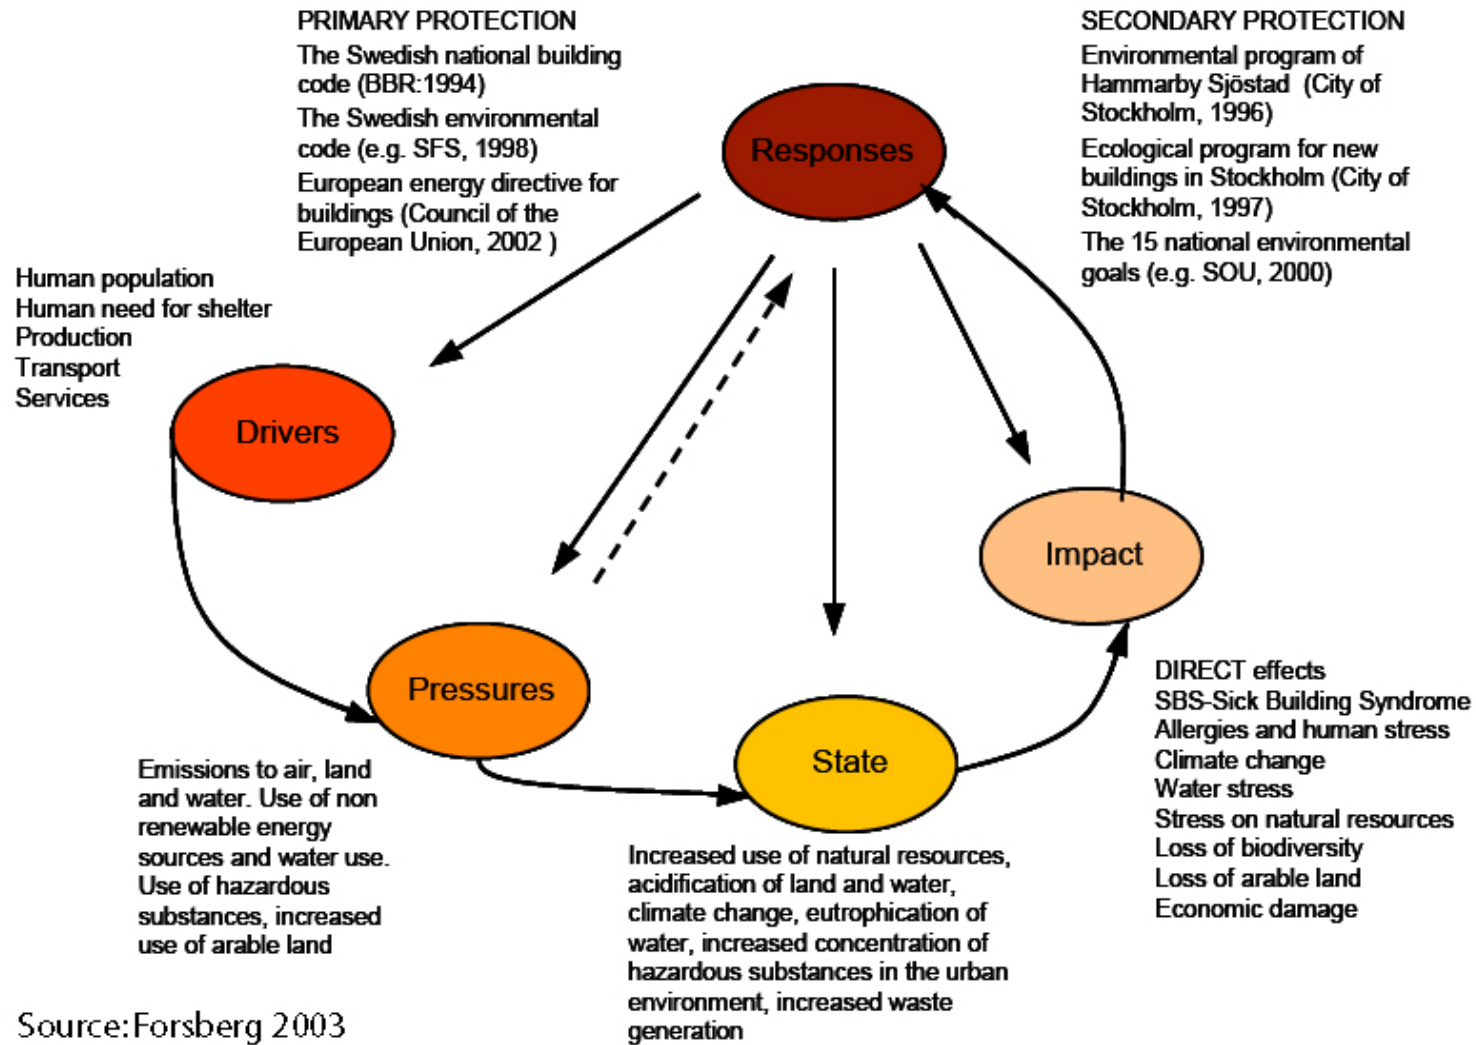 PRIMARY PROTECTION
The Swedish national building
code (BBR:1994)
The Swedish environmental
code (e.g. SFS, 1998)
European energy directive for
buildings (Council of the
European Union, 2002 )
SECONDARY PROTECTION
Environmental program of
Hammarby Sjöstad (City of
Stockholm, 1996)
Ecological program for new
buildings in Stockholm (City of
Stockholm, 1997)
The 15 national environmental
goals (e.g. SOU, 2000)
Responses
Human population
Human need for shelter
Production
Transport
Services
Drivers
Impact
Pressures
State
DIRECT effects
SBS-Sick Building Syndrome
Allergies and human stress
Climate change
Water stress
Stress on natural resources
Loss of biodiversity
Loss of arable land
Economic damage
Emissions to air, land
and water. Use of non
renewable energy
sources and water use.
Use of hazardous
substances, increased
use of arable land
Increased use of natural resources,
acidification of land and water,
climate change, eutrophication of
water, increased concentration of
hazardous substances in the urban
environment, increased waste
generation
Source:Forsberg 2003